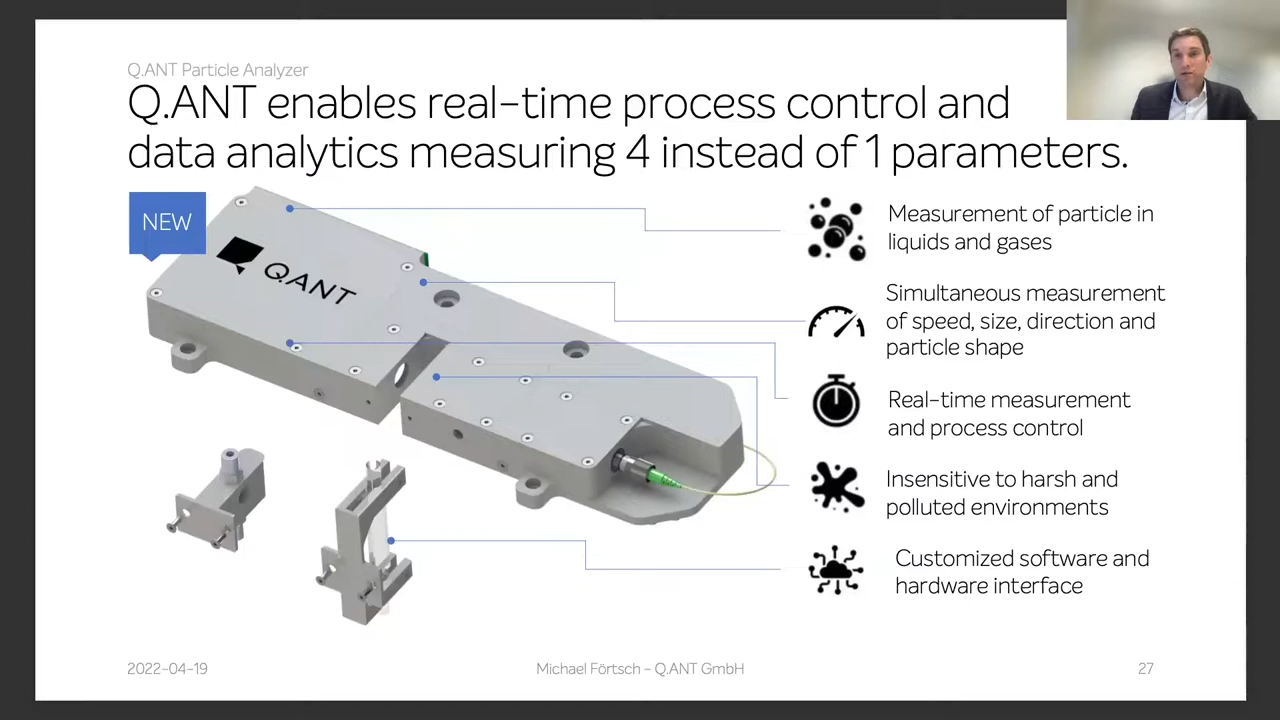 Q.ANT Particle Analyzer
Q.ANT enables real-time process control and
data analytics measuring 4 instead of 1 parameters.
NEW
Q.ANT
Measurement of particle in
liquids and gases
Simultaneous measurement
of speed, size, direction and
particle shape
Real-time measurement
and process control
Insensitive to harsh and
polluted environments
Customized software and
hardware interface
2022-04-19
Michael Förtsch - Q.ANT GmbH
27